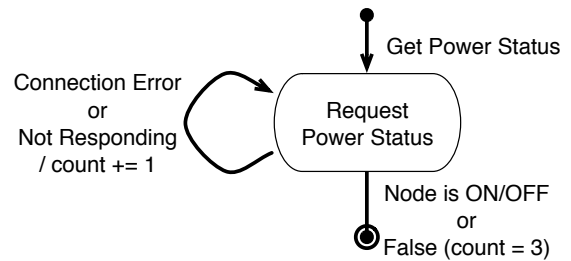 Get Power Status
Connection Error
or
Not Responding
/ count += 1
Request
Power Status
Node is ON/OFF
or
False (count = 3)